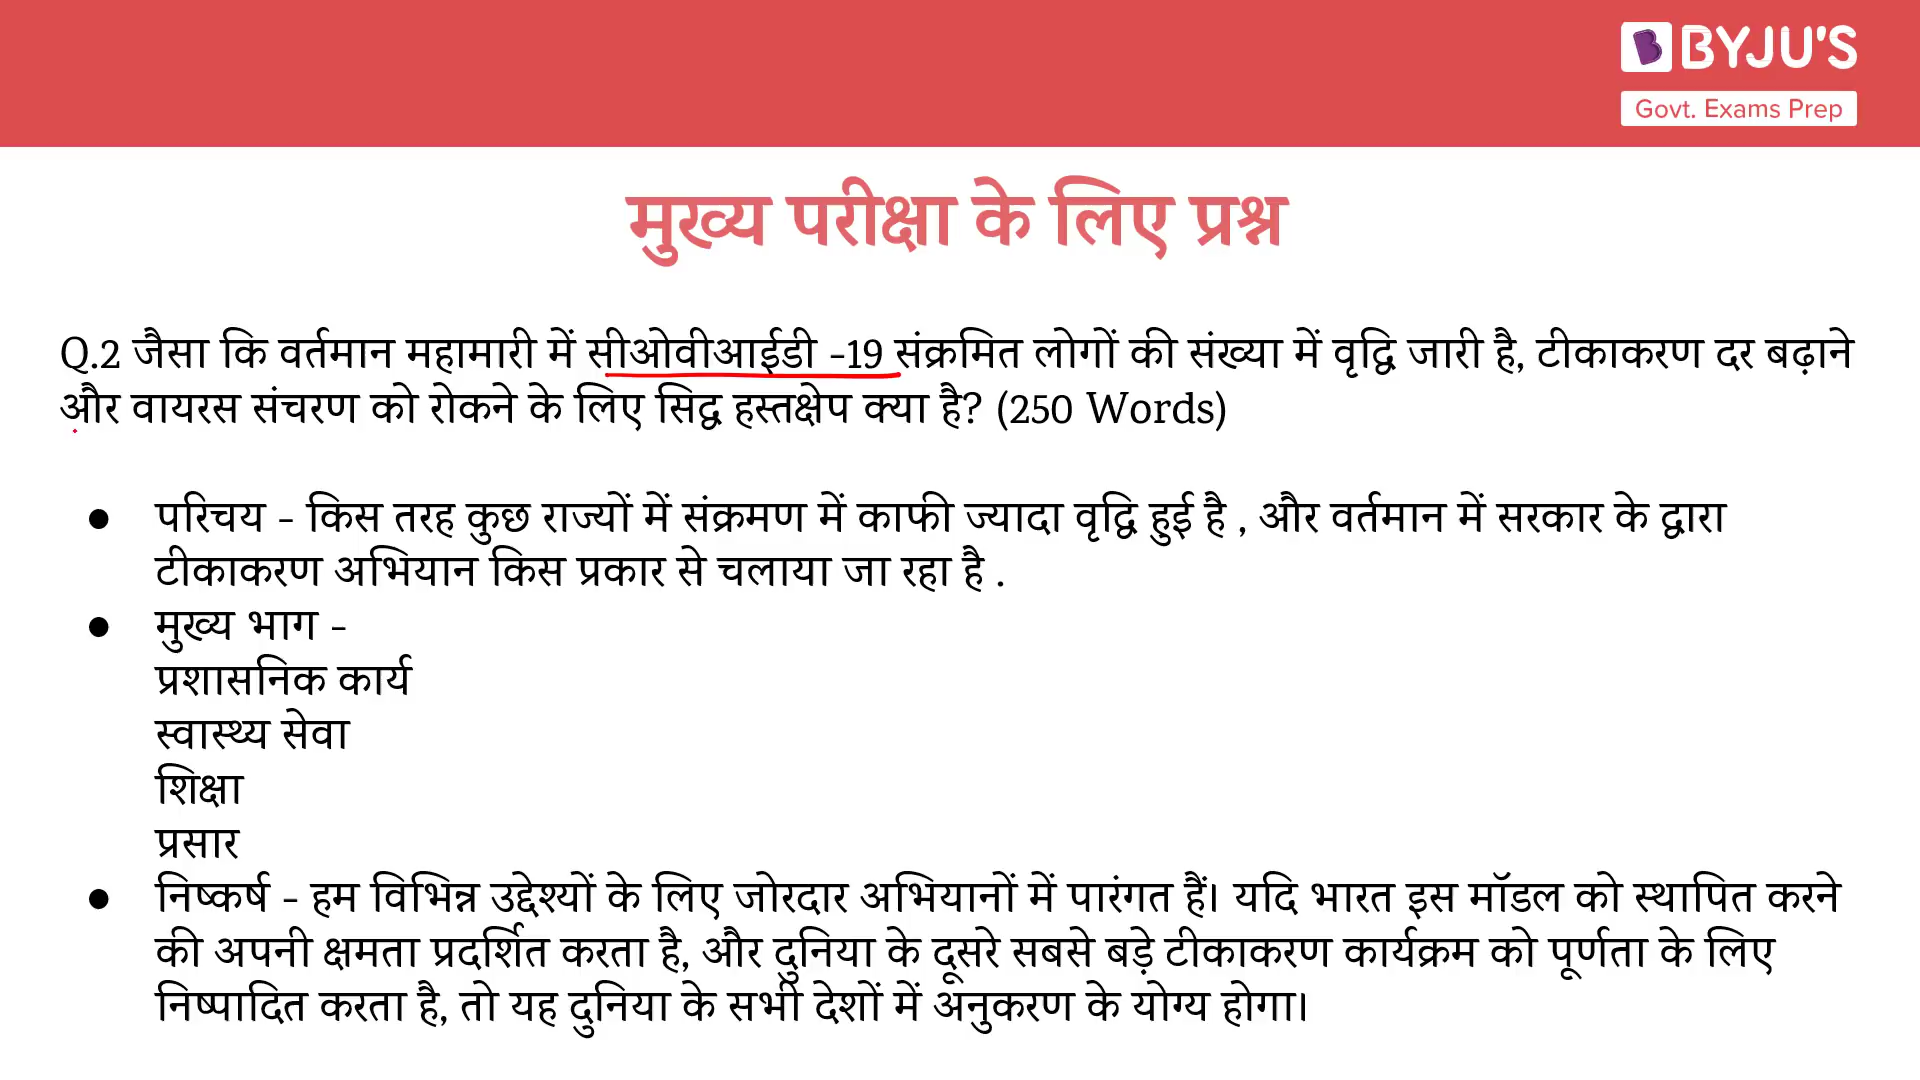 BYJU'S
Govt. Exams Prep
मुख्य परीक्षा के लिए प्रश्न
Q.2 जैसा कि वर्तमान महामारी में सीओवीआईडी -19 संक्रमित लोगों की संख्या में वृद्धि जारी है, टीकाकरण दर बढ़ाने
और वायरस संचरण को रोकने के लिए सिद्ध हस्तक्षेप क्या है? (250 Words)
● परिचय - किस तरह कुछ राज्यों में संक्रमण में काफी ज्यादा वृद्धि हुई है , और वर्तमान में सरकार के द्वारा
टीकाकरण अभियान किस प्रकार से चलाया जा रहा है .
● मुख्य भाग -
प्रशासनिक कार्य
स्वास्थ्य सेवा
शिक्षा
प्रसार
● निष्कर्ष - हम विभिन्न उद्देश्यों के लिए जोरदार अभियानों में पारंगत हैं। यदि भारत इस मॉडल को स्थापित करने
की अपनी क्षमता प्रदर्शित करता है, और दुनिया के दूसरे सबसे बड़े टीकाकरण कार्यक्रम को पूर्णता के लिए
निष्पादित करता है, तो यह दुनिया के सभी देशों में अनुकरण के योग्य होगा।